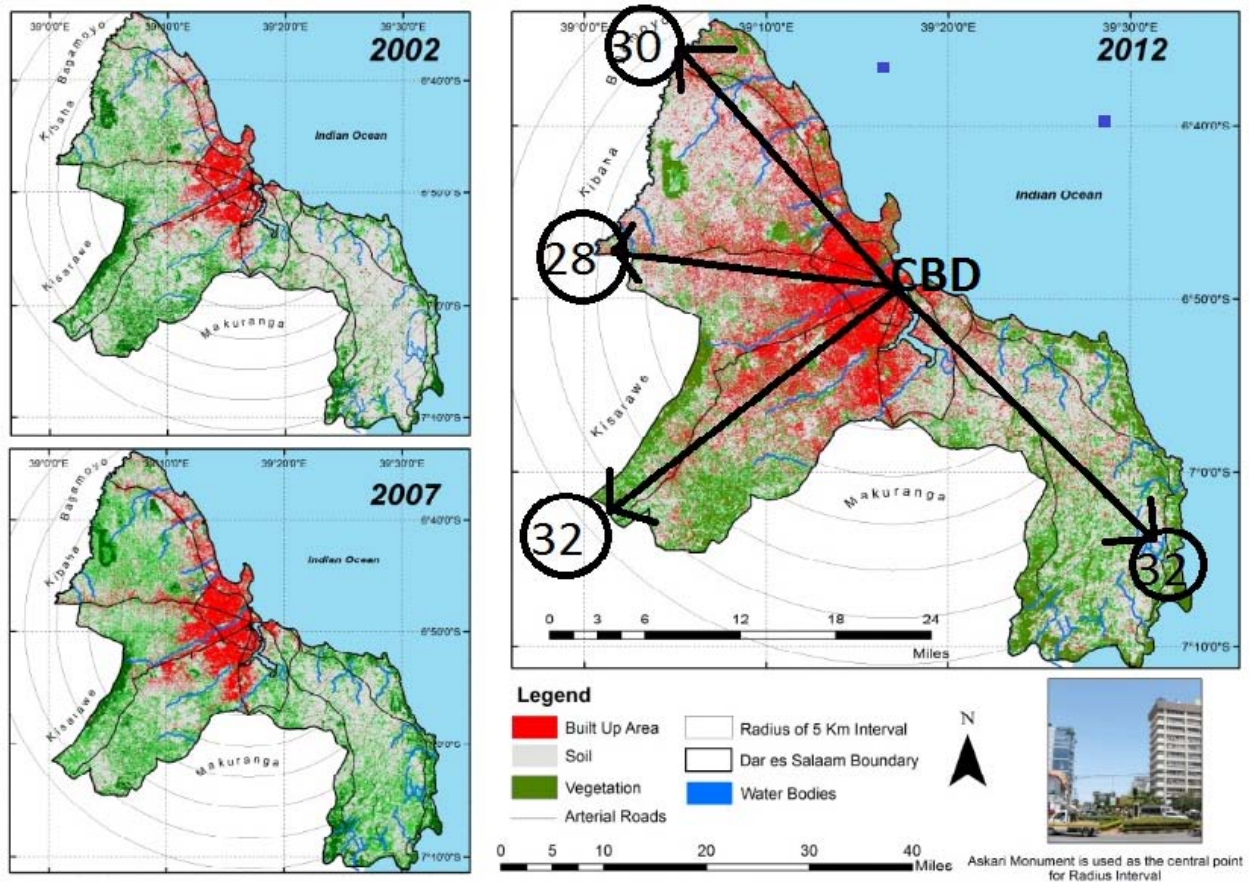 39°0'0"E 39°10'0"E 39°20'0"E 39°30'0"E
2002
Bagamoyo
Kisaha
Kisarawe
Makuranga
Indian Ocean
6°40'0"S
6°50'0"S
7°10'0"S
39°0'0"E 39°10'0"E 39°20'0"E 39°30'0"E
2007
Bagamoyo
Kibaha
Kisarawe
Makuranga
Indian Ocean
6°40'0"S
6°50'0"S
7°10'0"S
39°0'0"E 39°10'0"E 39°20'0"E 39°30'0"E
2012
30
28
32
32
CBD
Kibaha
Kisarawe
Makuranga
Indian Ocean
6°40'0"S
6°50'0"S
7°0'0"S
7°10'0"S
0 3 6 12 18 24
Miles
Legend
Built Up Area
Soil
Vegetation
Arterial Roads
Radius of 5 Km Interval
Dar es Salaam Boundary
Water Bodies
N
0 5 10 20 30 40
Miles
Askari Monument is used as the central point
for Radius Interval